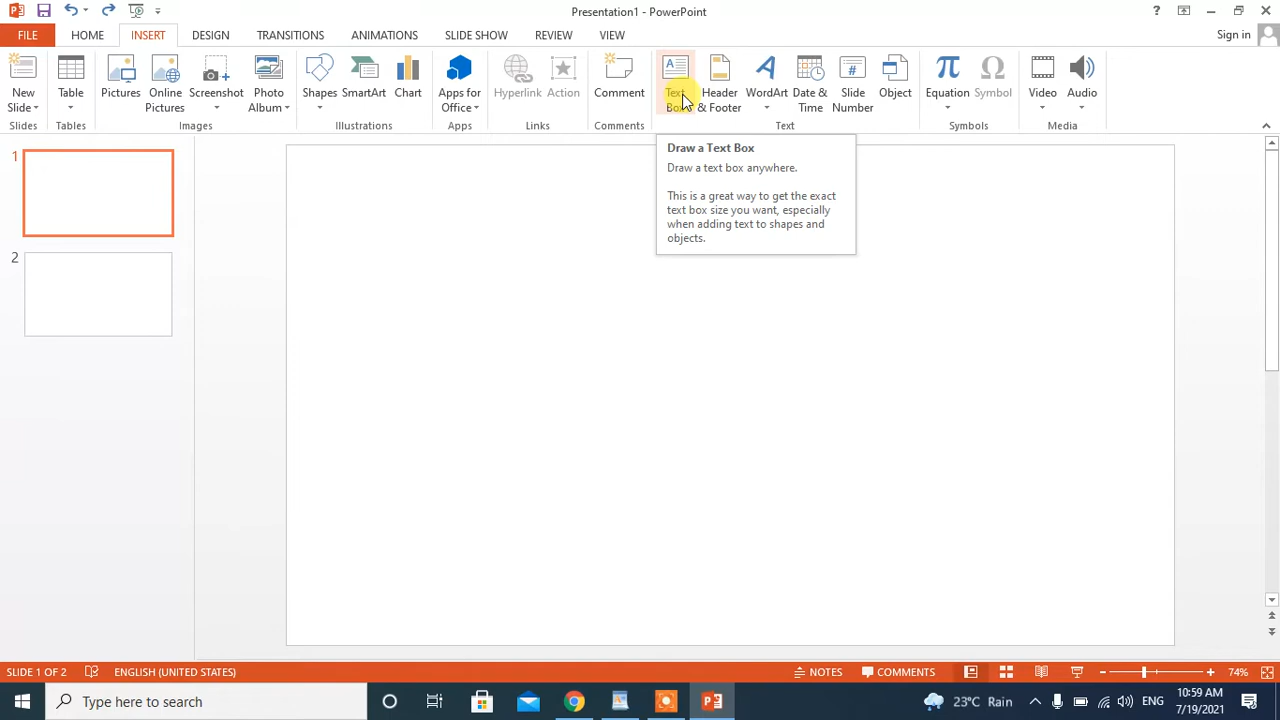 Presentation1 - PowerPoint
?
Sign in
FILE HOME INSERT DESIGN TRANSITIONS ANIMATIONS SLIDE SHOW REVIEW VIEW
New Slide
Table
Pictures
Online Pictures
Screenshot
Photo Album
Shapes
SmartArt
Chart
Apps for Office
Hyperlink
Action
Comment
Text Box
Header & Footer
WordArt
Date & Time
Slide Number
Object
Equation
Symbol
Video
Audio
Slides Tables Images Illustrations Apps Links Comments Text Symbols Media
1
2
Draw a Text Box
Draw a text box anywhere.
This is a great way to get the exact
text box size you want, especially
when adding text to shapes and
objects.
SLIDE 1 OF 2 ENGLISH (UNITED STATES) NOTES COMMENTS 74%
Type here to search
23°C Rain
ENG
10:59 AM
7/19/2021